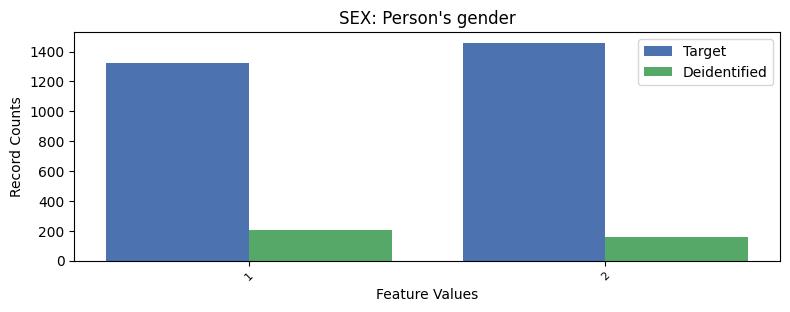 SEX: Person's gender
1400
1200
1000
800
600
400
200
0
Record Counts
Target
Deidentified
1
2
Feature Values